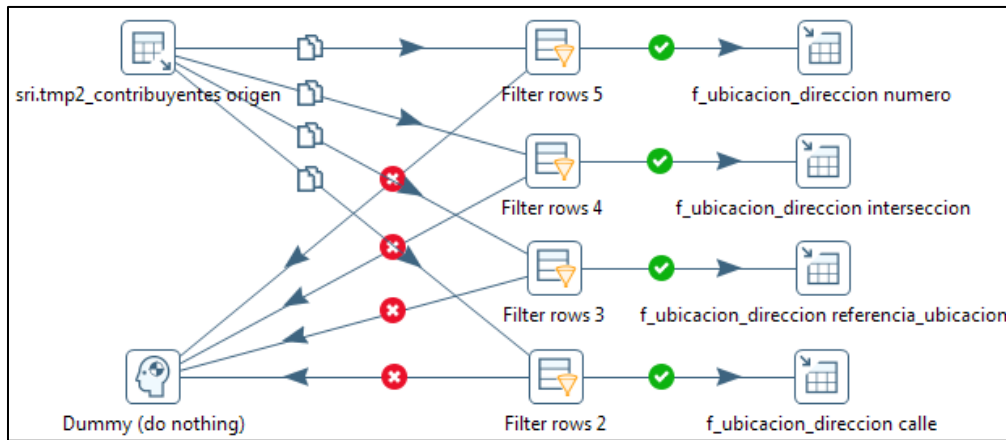 sri.tmp2_contribuyentes origen
Filter rows 5
f_ubicacion_direccion numero
Filter rows 4
f_ubicacion_direccion interseccion
Filter rows 3
f_ubicacion_direccion referencia_ubicacion
Dummy (do nothing)
Filter rows 2
f_ubicacion_direccion calle